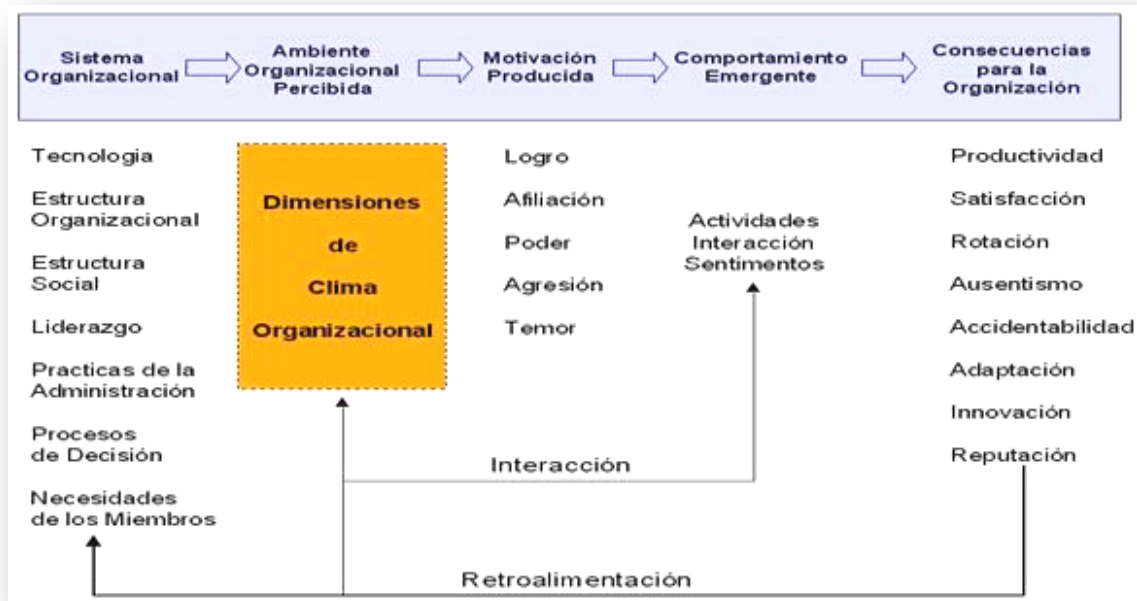 Sistema
Organizacional
Ambiente
Organizacional
Percibida
Motivación
Producida
Comportamiento
Emergente
Consecuencias
para la
Organización
Tecnologia
Estructura
Organizacional
Estructura
Social
Liderazgo
Practicas de la
Administración
Procesos
de Decisión
Necesidades
de los Miembros
Dimensiones
de
Clima
Organizacional
Logro
Afiliación
Poder
Agresión
Temor
Actividades
Interacción
Sentimentos
Productividad
Satisfacción
Rotación
Ausentismo
Accidentabilidad
Adaptación
Innovación
Reputación
Interacción
Retroalimentación